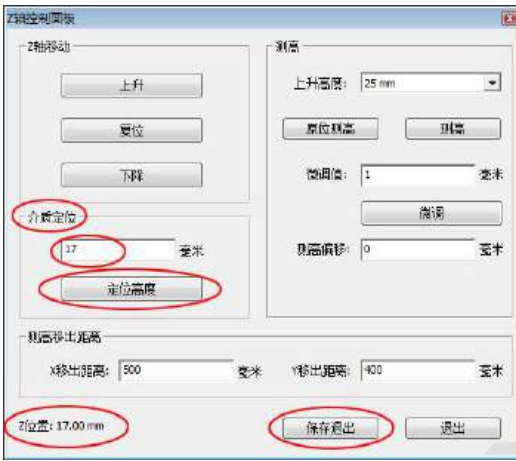 Z轴控制面板
Z轴移动
上升
复位
下降
介质定位
17 毫米
定位高度
测高
上升高度: 25 mm
原位测高 测高
微调值: 1 毫米
微调
测高偏移: 0 毫米
测高移出距离
X移出距离: 500 毫米 Y移出距离: 400 毫米
Z位置: 17.00 mm
保存退出 退出